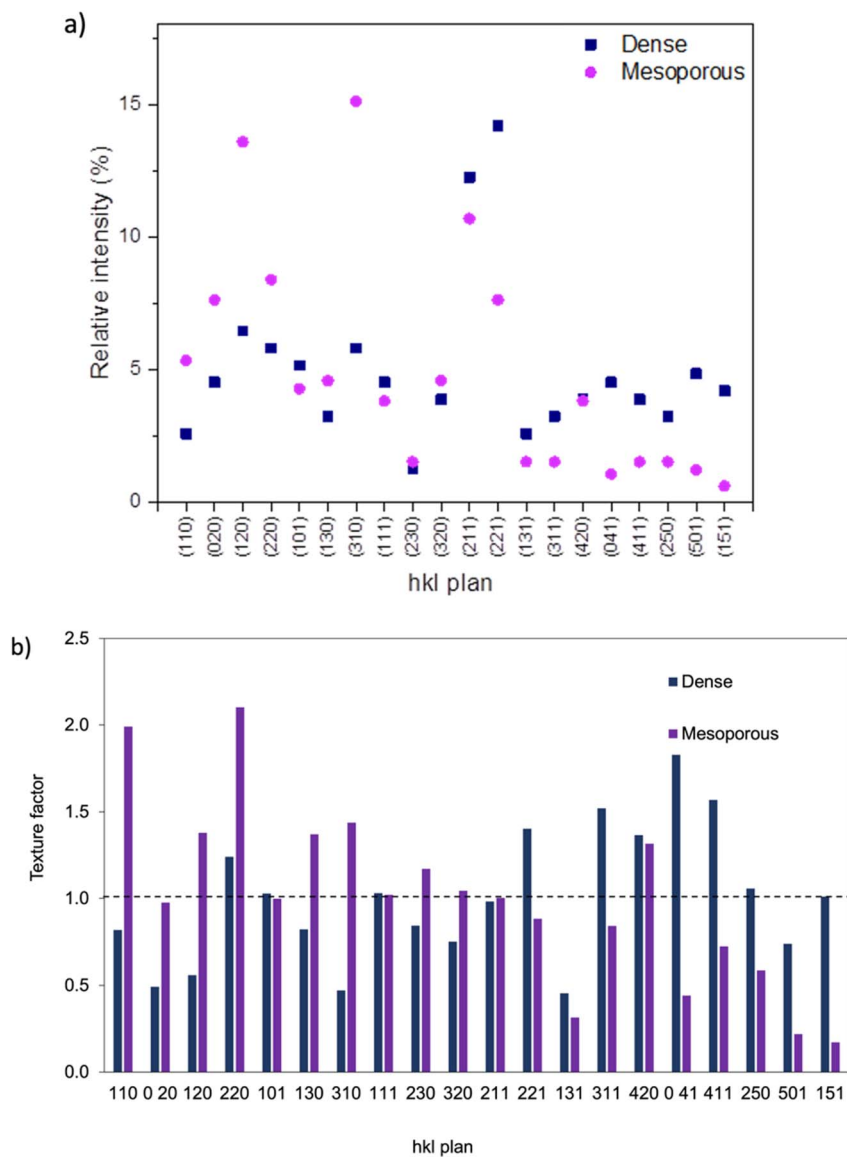 a)
Dense
Mesoporous
15
10
5
0
Relative intensity (%)
(110) (020) (120) (220) (101) (130) (310) (111) (230) (320) (211) (221) (131) (311) (420) (041) (411) (250) (501) (151)
hkl plan
b)
2.5
2.0
1.5
1.0
0.5
0.0
Texture factor
Dense
Mesoporous
110 0 20 120 220 101 130 310 111 230 320 211 221 131 311 420 0 41 411 250 501 151
hkl plan